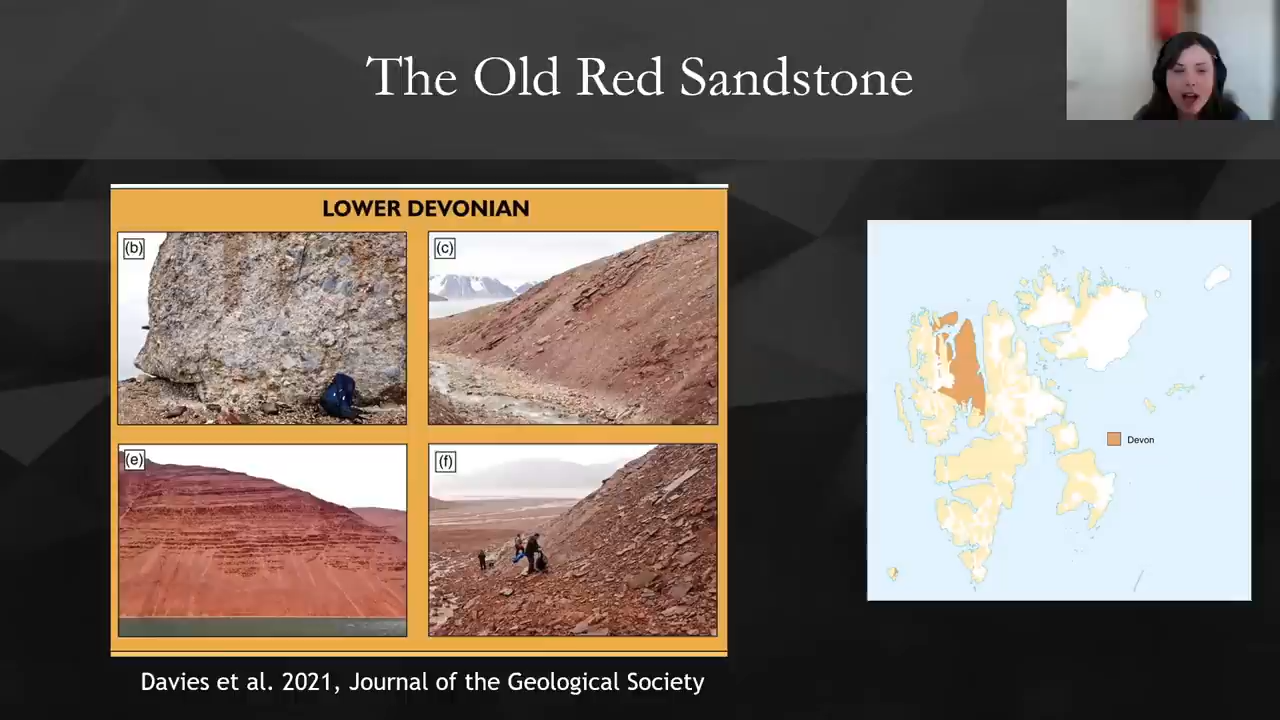 The Old Red Sandstone
LOWER DEVONIAN
(b)
(c)
(e)
(f)
Devon
Davies et al. 2021, Journal of the Geological Society